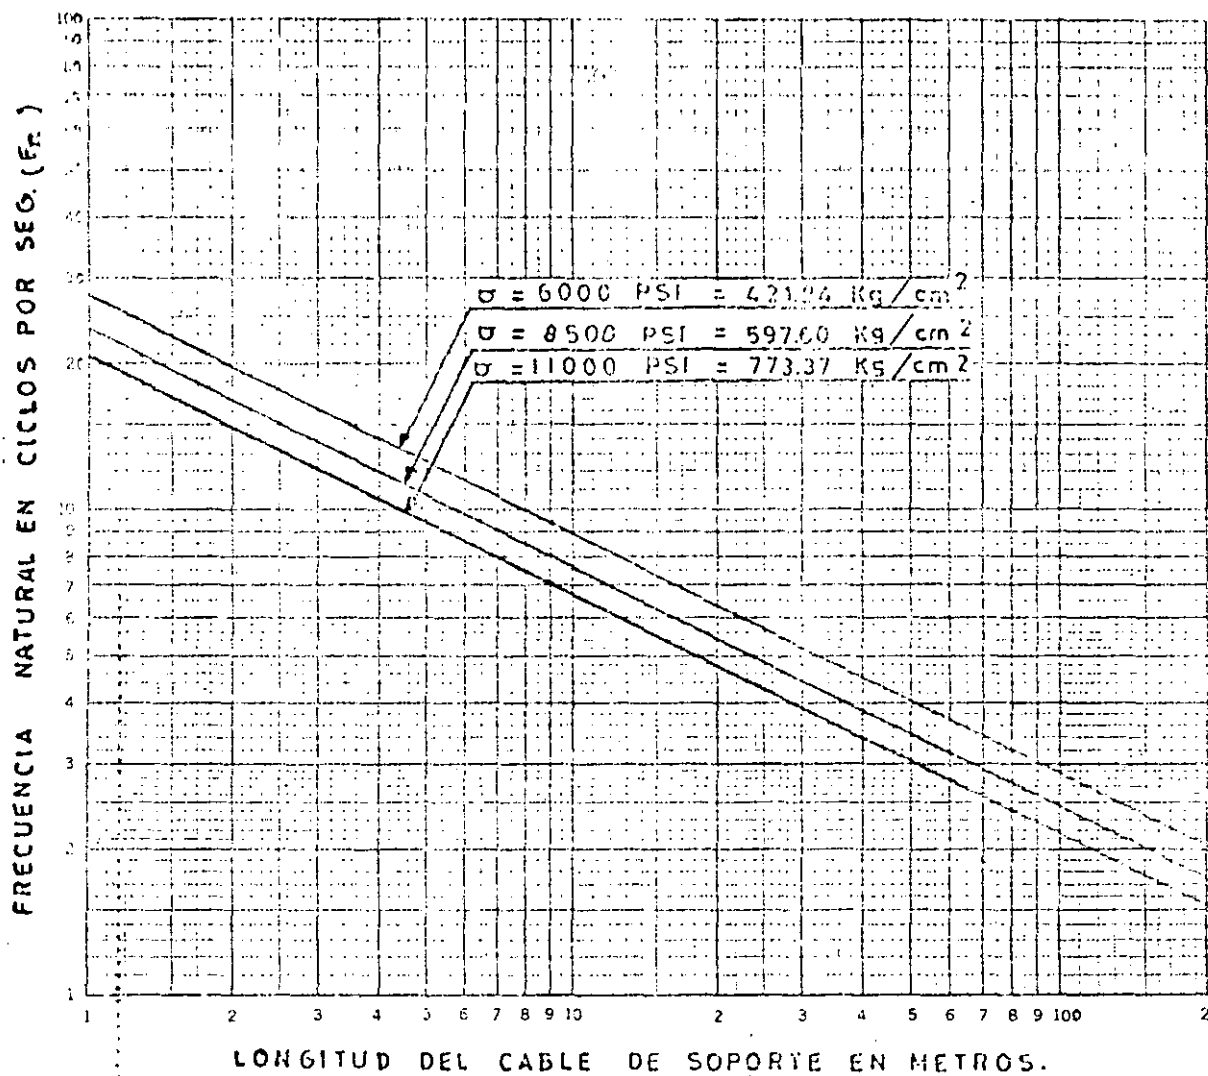 FRECUENCIA NATURAL EN CICLOS POR SEG. (Fn)
100
20
10
9
8
7
6
5
4
3
2
1
σ = 6000 PSI = 421.94 Kg/cm²
σ = 8500 PSI = 597.60 Kg/cm²
σ = 11000 PSI = 773.37 Kg/cm²
1 2 3 4 5 6 7 8 9 10 2 3 4 5 6 7 8 9 100 2
LONGITUD DEL CABLE DE SOPORTE EN METROS.